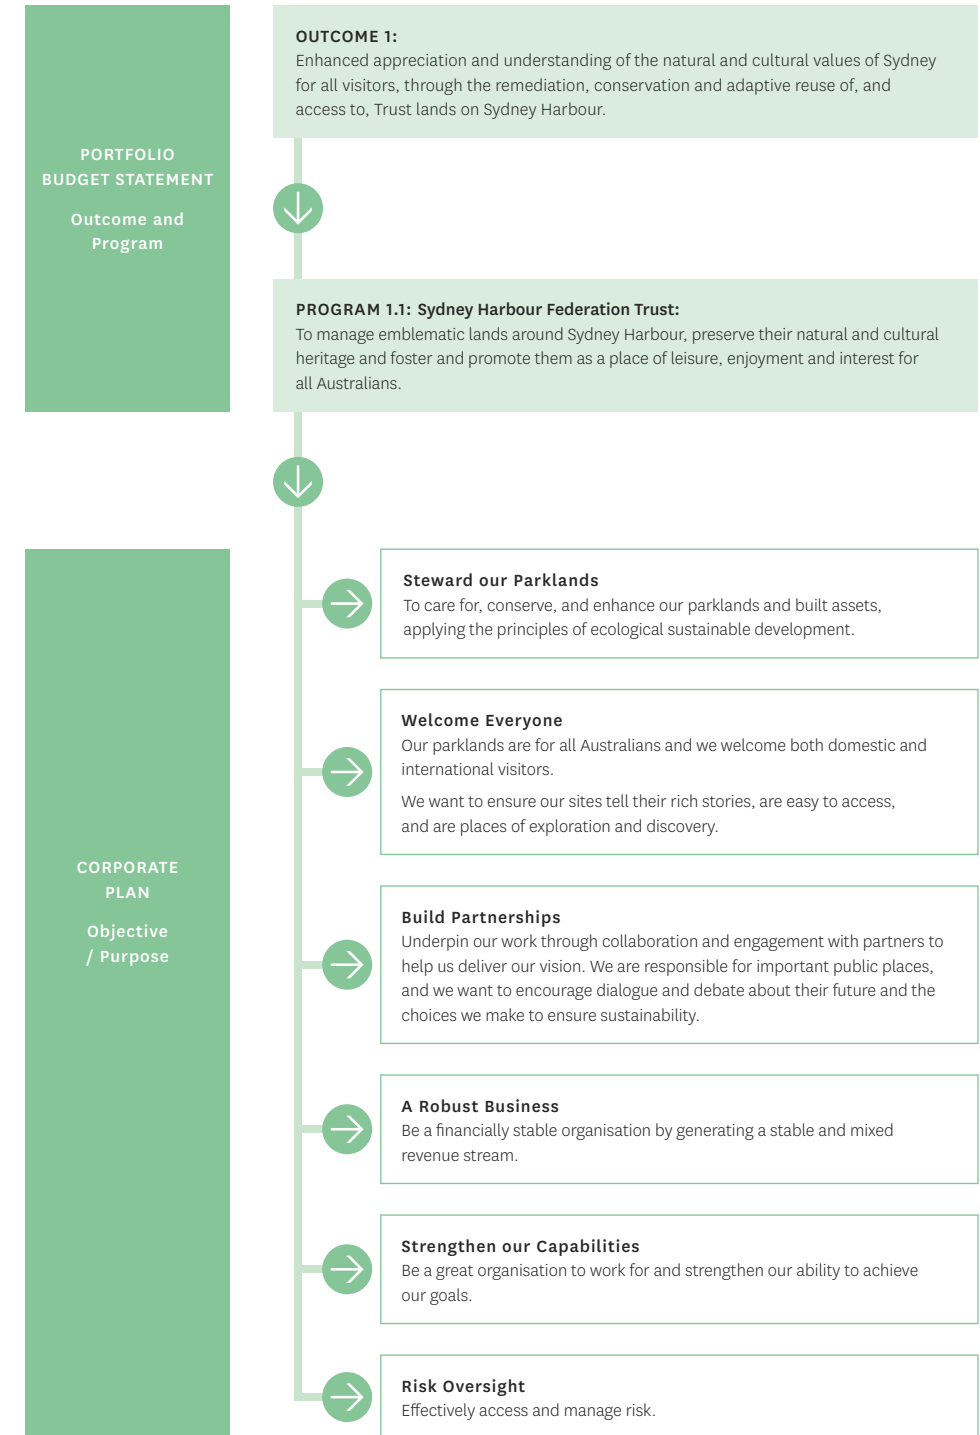 PORTFOLIO
BUDGET STATEMENT
Outcome and
Program
OUTCOME 1:
Enhanced appreciation and understanding of the natural and cultural values of Sydney
for all visitors, through the remediation, conservation and adaptive reuse of, and
access to, Trust lands on Sydney Harbour.
PROGRAM 1.1: Sydney Harbour Federation Trust:
To manage emblematic lands around Sydney Harbour, preserve their natural and cultural
heritage and foster and promote them as a place of leisure, enjoyment and interest for
all Australians.
CORPORATE
PLAN
Objective
/ Purpose
Steward our Parklands
To care for, conserve, and enhance our parklands and built assets,
applying the principles of ecological sustainable development.
Welcome Everyone
Our parklands are for all Australians and we welcome both domestic and
international visitors.
We want to ensure our sites tell their rich stories, are easy to access,
and are places of exploration and discovery.
Build Partnerships
Underpin our work through collaboration and engagement with partners to
help us deliver our vision. We are responsible for important public places,
and we want to encourage dialogue and debate about their future and the
choices we make to ensure sustainability.
A Robust Business
Be a financially stable organisation by generating a stable and mixed
revenue stream.
Strengthen our Capabilities
Be a great organisation to work for and strengthen our ability to achieve
our goals.
Risk Oversight
Effectively access and manage risk.